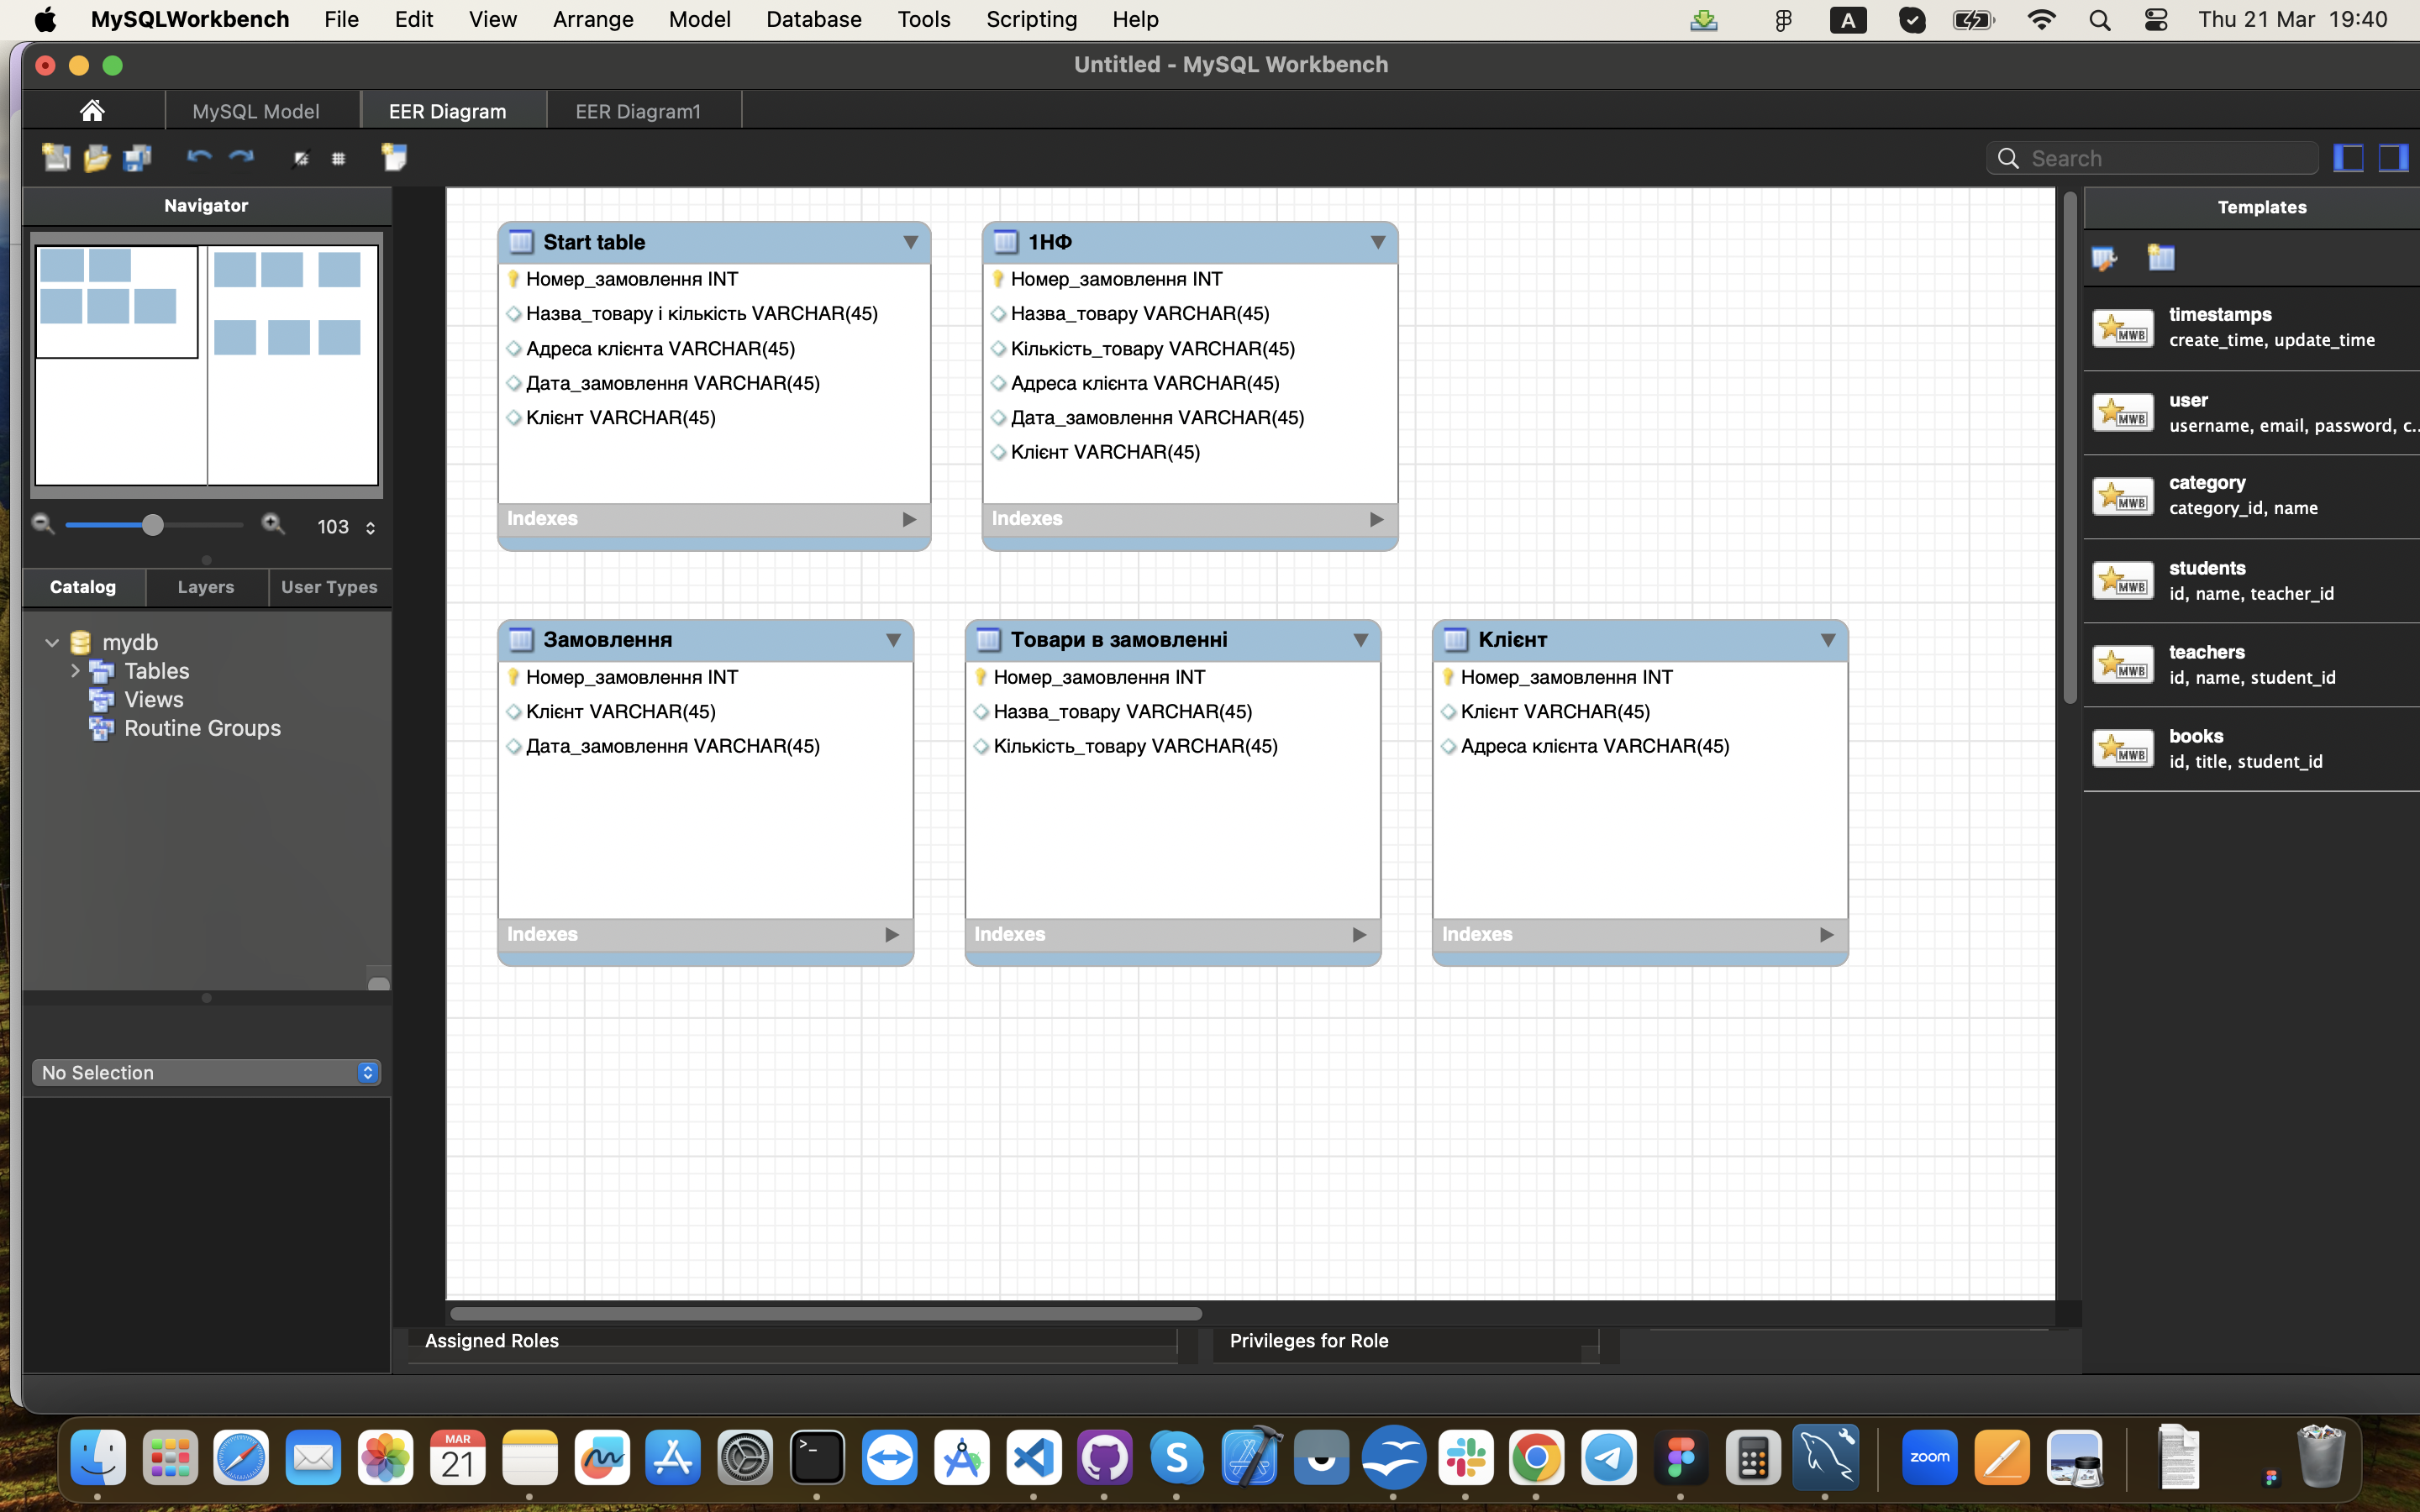 MySQLWorkbench File Edit View Arrange Model Database Tools Scripting Help A Thu 21 Mar 19:40
Untitled - MySQL Workbench
MySQL Model EER Diagram EER Diagram1
Search
Navigator
103
Catalog Layers User Types
mydb
Tables
Views
Routine Groups
No Selection
Start table
Номер_замовлення INT
Назва_товару і кількість VARCHAR(45)
Адреса клієнта VARCHAR(45)
Дата_замовлення VARCHAR(45)
Клієнт VARCHAR(45)
Indexes
1НФ
Номер_замовлення INT
Назва_товару VARCHAR(45)
Кількість_товару VARCHAR(45)
Адреса клієнта VARCHAR(45)
Дата_замовлення VARCHAR(45)
Клієнт VARCHAR(45)
Indexes
Замовлення
Номер_замовлення INT
Клієнт VARCHAR(45)
Дата_замовлення VARCHAR(45)
Indexes
Товари в замовленні
Номер_замовлення INT
Назва_товару VARCHAR(45)
Кількість_товару VARCHAR(45)
Indexes
Клієнт
Номер_замовлення INT
Клієнт VARCHAR(45)
Адреса клієнта VARCHAR(45)
Indexes
Assigned Roles Privileges for Role
Templates
MWB
timestamps
create_time, update_time
MWB
user
username, email, password, c...
MWB
category
category_id, name
MWB
students
id, name, teacher_id
MWB
teachers
id, name, student_id
MWB
books
id, title, student_id
MAR
21
S
zoom